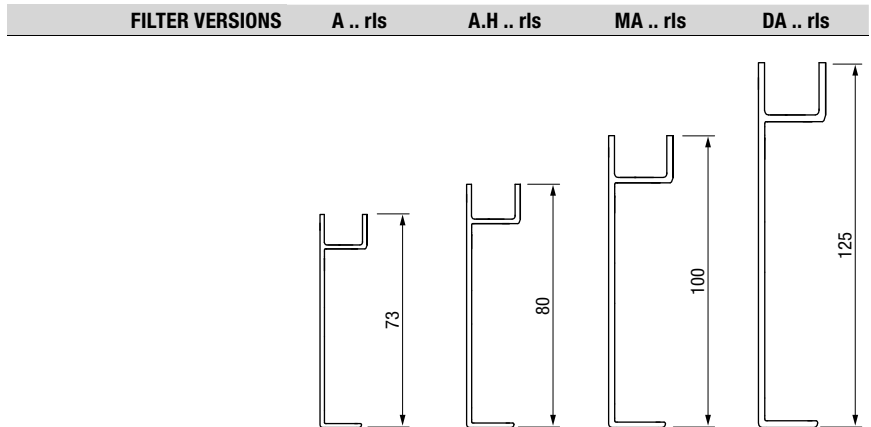 FILTER VERSIONS A .. rls A.H .. rls MA .. rls DA .. rls
73
80
100
125